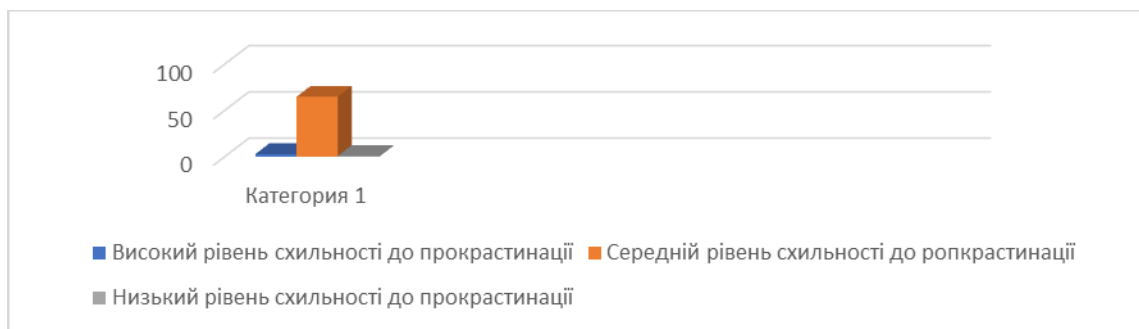 100
50
0
Категория 1
Високий рівень схильності до прокрастинації Середній рівень схильності до ропкрастинації
Низький рівень схильності до прокрастинації